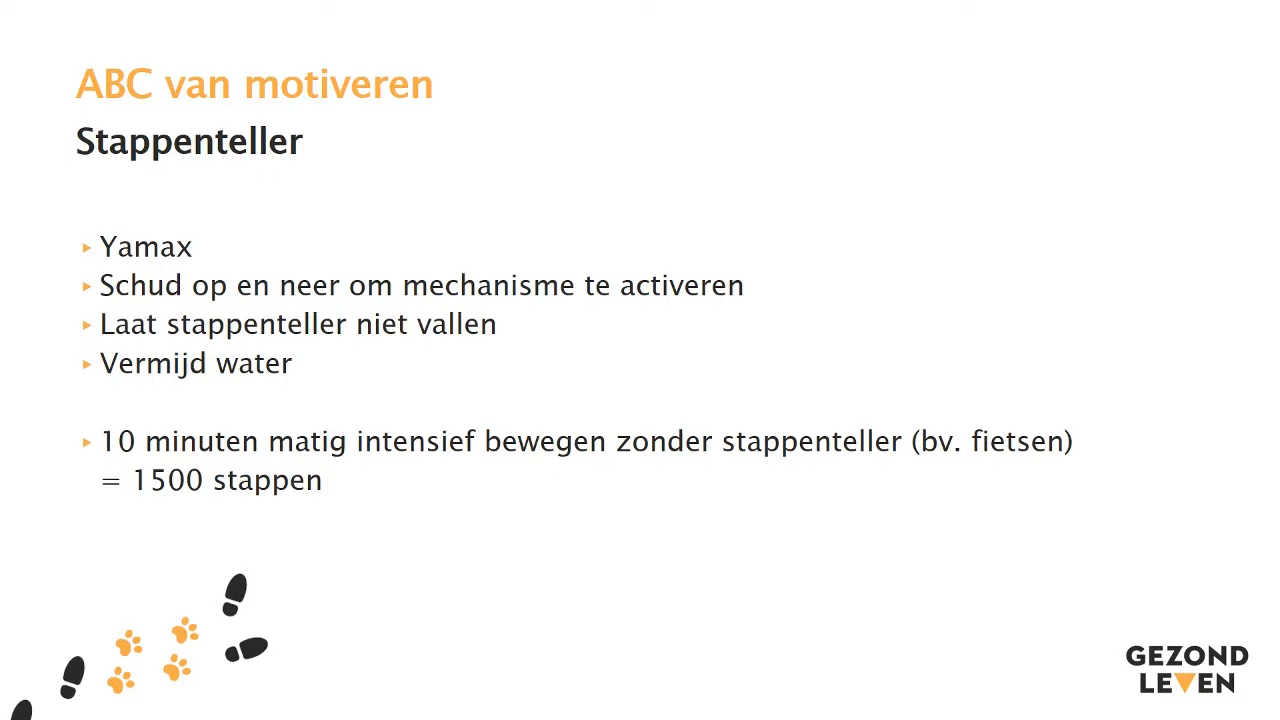 ABC van motiveren
Stappenteller
Yamax
Schud op en neer om mechanisme te activeren
Laat stappenteller niet vallen
Vermijd water
10 minuten matig intensief bewegen zonder stappenteller (bv. fietsen)
= 1500 stappen
GEZOND
LEVEN